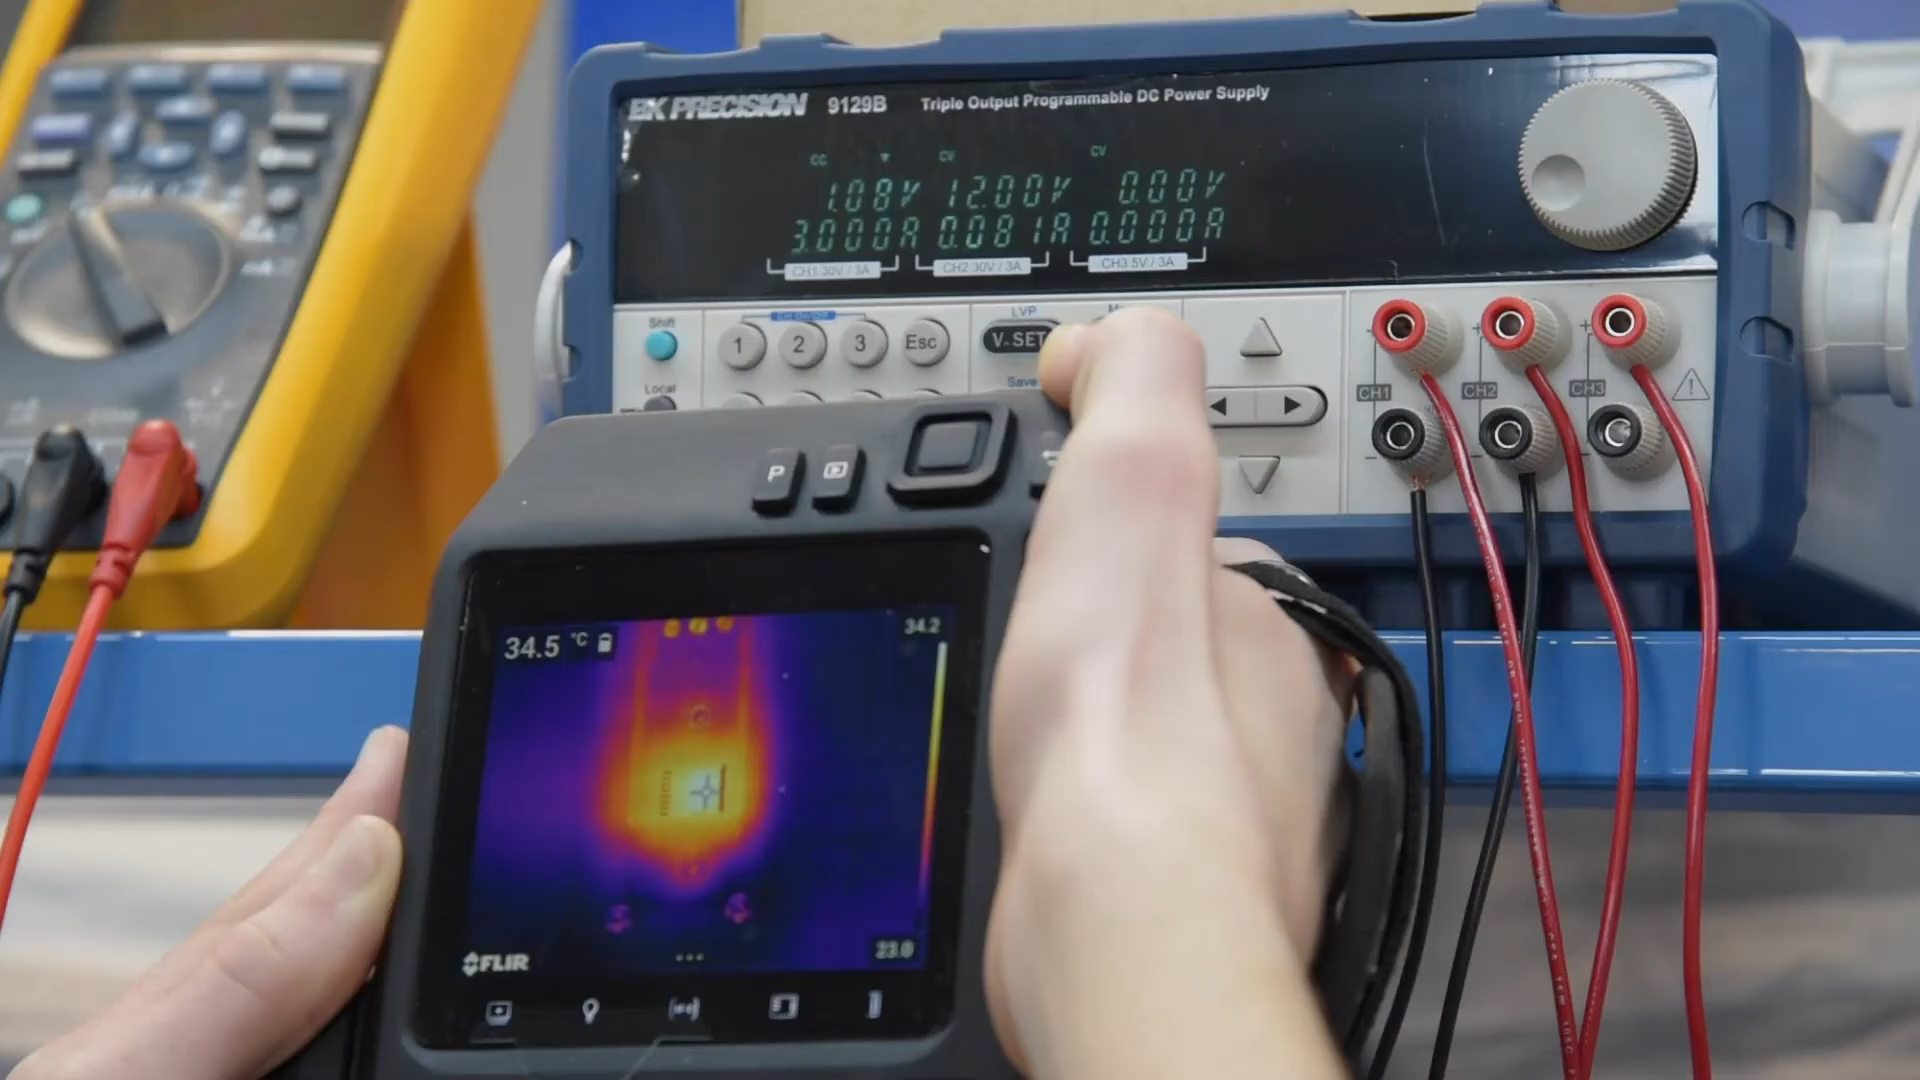 BK PRECISION 9129B Triple Output Programmable DC Power Supply
CC CV CV
1.08V 12.00V 0.00V
3.000A 0.081A 0.000A
CH1 30V / 3A CH2 30V / 3A CH3 5V / 3A
Shift
LVP
1 2 3 Esc V-SET
Local
Save
CH1 CH2 CH3
P
34.5 °C
34.2
23.0
FLIR